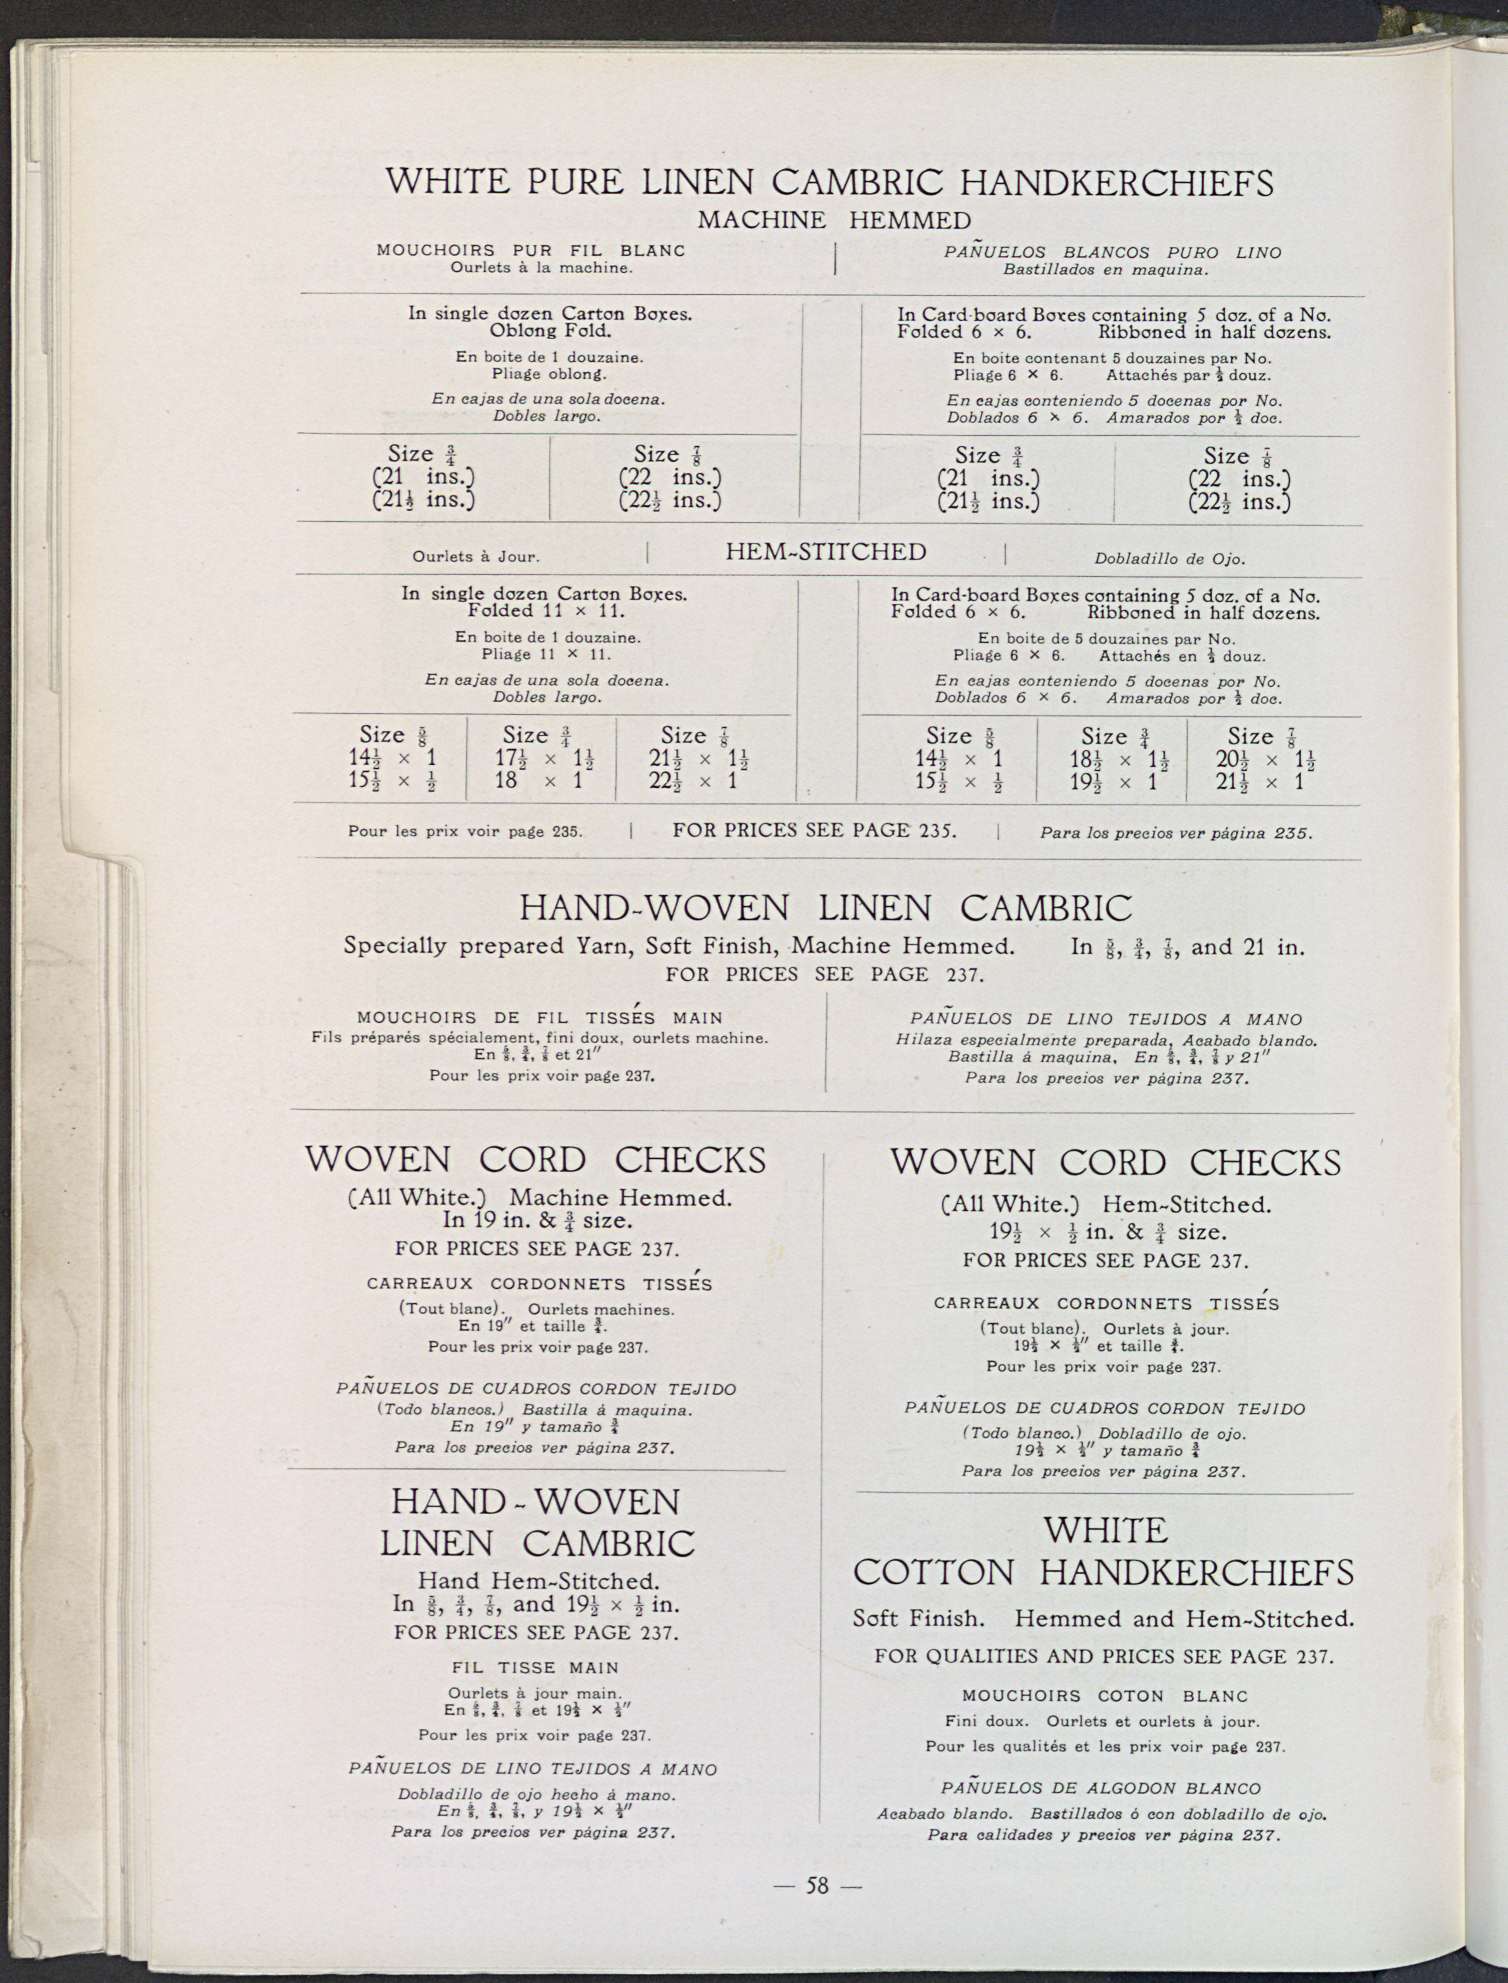 WHITE PURE LINEN CAMBRIC HANDKERCHIEFS
MACHINE HEMMED
MOUCHOIRS PUR FIL BLANC
Ourlets à la machine.
PAÑUELOS BLANCOS PURO LINO
Bastillados en maquina.
In single dozen Carton Boxes.
Oblong Fold.
En boite de 1 douzaine.
Pliage oblong.
En cajas de una sola docena.
Dobles largo.
In Card-board Boxes containing 5 doz. of a No.
Folded 6 × 6. Ribboned in half dozens.
En boite contenant 5 douzaines par No.
Pliage 6 × 6. Attachés par ½ douz.
En cajas conteniendo 5 docenas por No.
Doblados 6 × 6. Amarados por ½ doc.
Size ¾
(21 ins.)
(21½ ins.)
Size ⅞
(22 ins.)
(22½ ins.)
Size ¾
(21 ins.)
(21½ ins.)
Size ⅞
(22 ins.)
(22½ ins.)
Ourlets à Jour. HEM-STITCHED Dobladillo de Ojo.
In single dozen Carton Boxes.
Folded 11 × 11.
En boite de 1 douzaine.
Pliage 11 × 11.
En cajas de una sola docena.
Dobles largo.
In Card-board Boxes containing 5 doz. of a No.
Folded 6 × 6. Ribboned in half dozens.
En boite de 5 douzaines par No.
Pliage 6 × 6. Attachés en ½ douz.
En cajas conteniendo 5 docenas por No.
Doblados 6 × 6. Amarados por ½ doc.
Size ⅝
14½ × 1
15½ × ½
Size ¾
17½ × 1½
18 × 1
Size ⅞
21½ × 1½
22½ × 1
Size ⅝
14½ × 1
15½ × ½
Size ¾
18½ × 1½
19½ × 1
Size ⅞
20½ × 1½
21½ × 1
Pour les prix voir page 235. FOR PRICES SEE PAGE 235. Para los precios ver página 235.
HAND-WOVEN LINEN CAMBRIC
Specially prepared Yarn, Soft Finish, Machine Hemmed. In ⅝, ¾, ⅞, and 21 in.
FOR PRICES SEE PAGE 237.
MOUCHOIRS DE FIL TISSÉS MAIN
Fils préparés spécialement, fini doux, ourlets machine.
En ⅝, ¾, ⅞ et 21″
Pour les prix voir page 237.
PAÑUELOS DE LINO TEJIDOS A MANO
Hilaza especialmente preparada, Acabado blando.
Bastilla á maquina, En ⅝, ¾, ⅞ y 21″
Para los precios ver página 237.
WOVEN CORD CHECKS
(All White.) Machine Hemmed.
In 19 in. & ¾ size.
FOR PRICES SEE PAGE 237.
CARREAUX CORDONNETS TISSÉS
(Tout blanc). Ourlets machines.
En 19″ et taille ¾.
Pour les prix voir page 237.
PAÑUELOS DE CUADROS CORDON TEJIDO
(Todo blancos.) Bastilla á maquina.
En 19″ y tamaño ¾
Para los precios ver página 237.
HAND-WOVEN
LINEN CAMBRIC
Hand Hem-Stitched.
In ⅝, ¾, ⅞, and 19½ × ½ in.
FOR PRICES SEE PAGE 237.
FIL TISSE MAIN
Ourlets à jour main.
En ⅝, ¾, ⅞ et 19½ × ½″
Pour les prix voir page 237.
PAÑUELOS DE LINO TEJIDOS A MANO
Dobladillo de ojo hecho á mano.
En ⅝, ¾, ⅞, y 19½ × ½″
Para los precios ver página 237.
WOVEN CORD CHECKS
(All White.) Hem-Stitched.
19½ × ½ in. & ¾ size.
FOR PRICES SEE PAGE 237.
CARREAUX CORDONNETS TISSÉS
(Tout blanc). Ourlets à jour.
19½ × ½″ et taille ¾.
Pour les prix voir page 237.
PAÑUELOS DE CUADROS CORDON TEJIDO
(Todo blanco.) Dobladillo de ojo.
19½ × ½″ y tamaño ¾
Para los precios ver página 237.
WHITE
COTTON HANDKERCHIEFS
Soft Finish. Hemmed and Hem-Stitched.
FOR QUALITIES AND PRICES SEE PAGE 237.
MOUCHOIRS COTON BLANC
Fini doux. Ourlets et ourlets à jour.
Pour les qualités et les prix voir page 237.
PAÑUELOS DE ALGODON BLANCO
Acabado blando. Bastillados ó con dobladillo de ojo.
Para calidades y precios ver página 237.
— 58 —